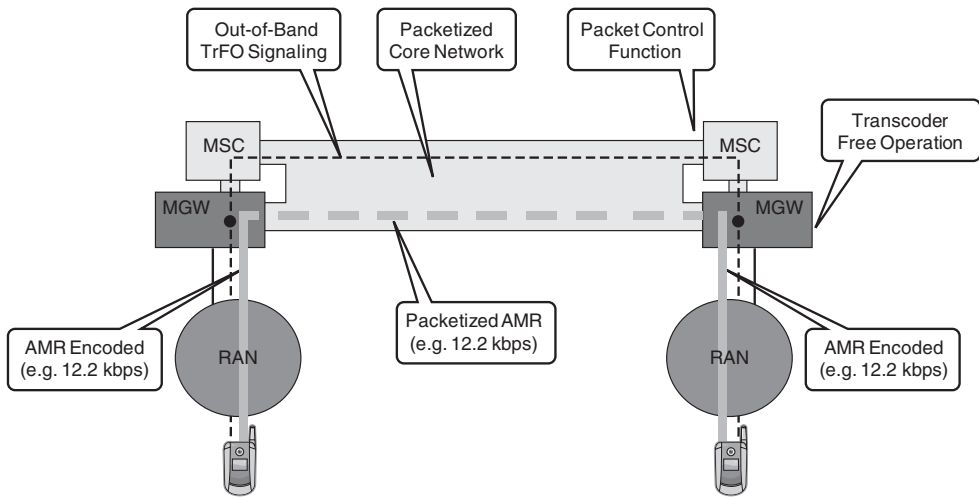 Out-of-Band
TrFO Signaling
Packetized
Core Network
Packet Control
Function
Transcoder
Free Operation
MSC
MSC
MGW
MGW
AMR Encoded
(e.g. 12.2 kbps)
RAN
Packetized AMR
(e.g. 12.2 kbps)
RAN
AMR Encoded
(e.g. 12.2 kbps)